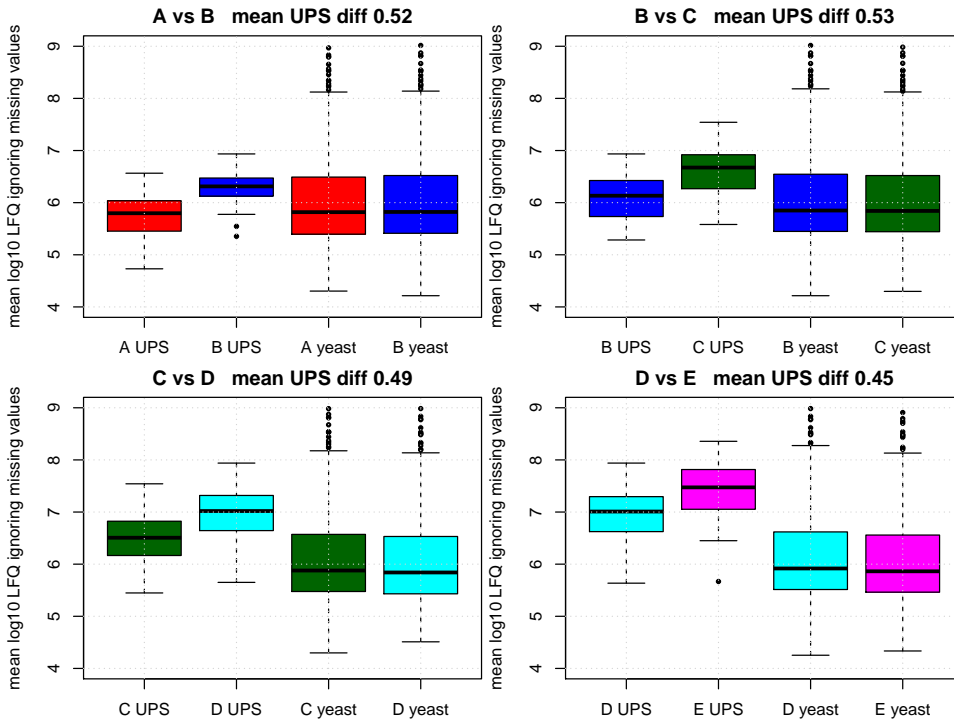 A vs B   mean UPS diff 0.52
mean log10 LFQ ignoring missing values
9
8
7
6
5
4
A UPS
B UPS
A yeast
B yeast
B vs C   mean UPS diff 0.53
mean log10 LFQ ignoring missing values
9
8
7
6
5
4
B UPS
C UPS
B yeast
C yeast
C vs D   mean UPS diff 0.49
mean log10 LFQ ignoring missing values
9
8
7
6
5
4
C UPS
D UPS
C yeast
D yeast
D vs E   mean UPS diff 0.45
mean log10 LFQ ignoring missing values
9
8
7
6
5
4
D UPS
E UPS
D yeast
E yeast